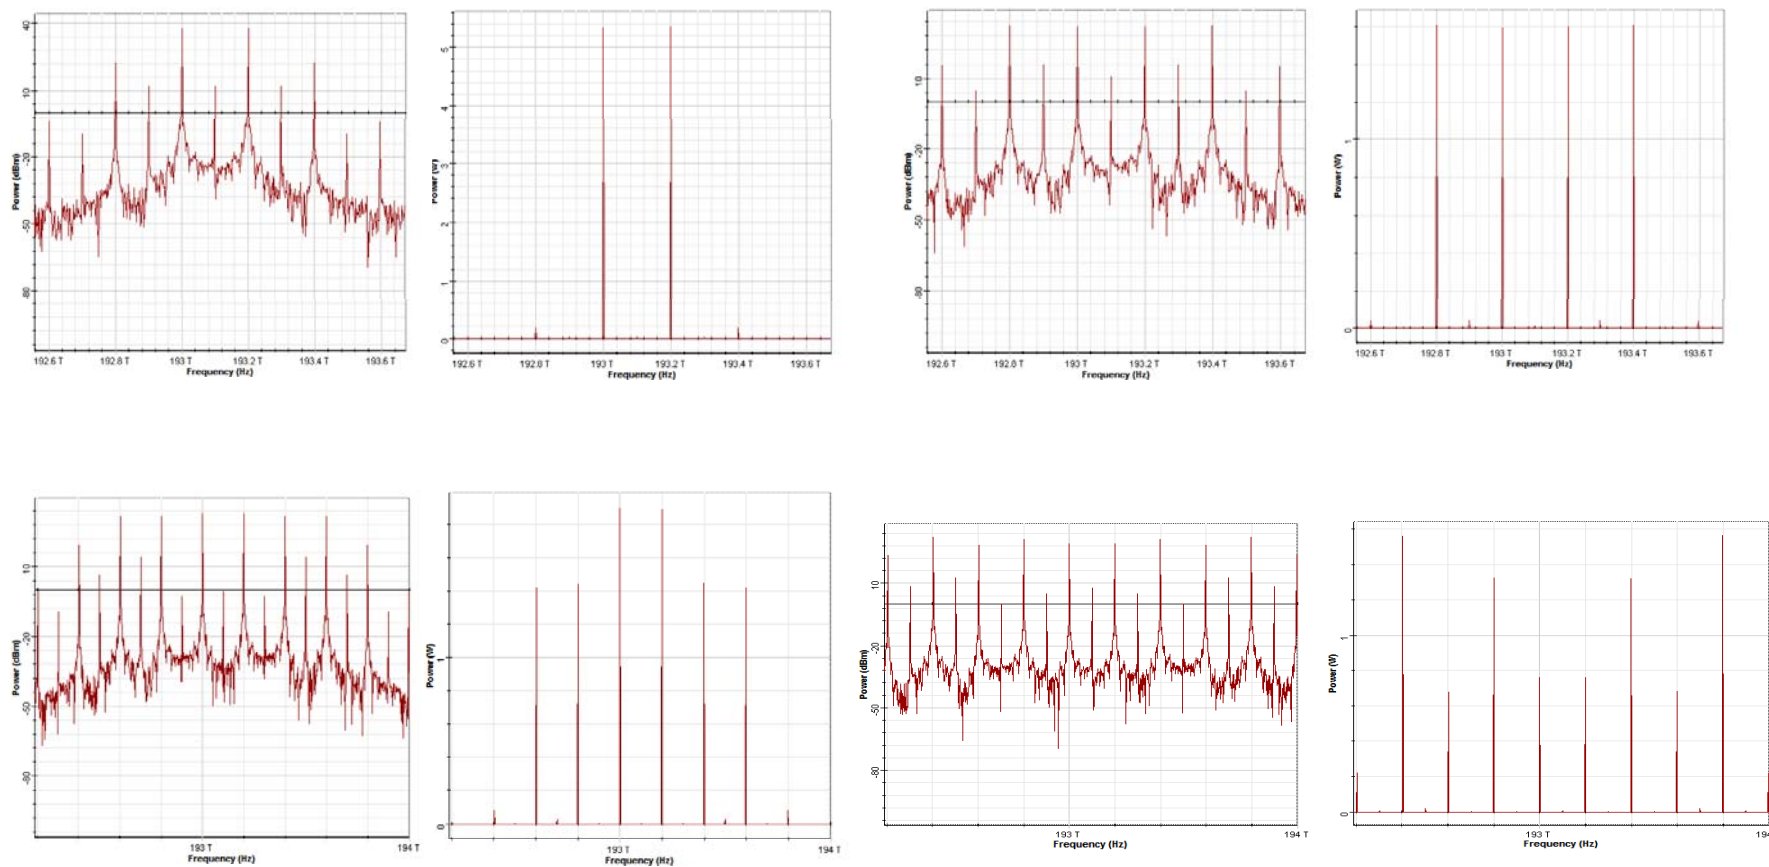 40
10
-20
-50
-80
Power (dBm)
192.6 T 192.8 T 193 T 193.2 T 193.4 T 193.6 T
Frequency (Hz)
5
4
3
2
1
0
Power (W)
192.6 T 192.8 T 193 T 193.2 T 193.4 T 193.6 T
Frequency (Hz)
10
-20
-50
-80
Power (dBm)
192.6 T 192.8 T 193 T 193.2 T 193.4 T 193.6 T
Frequency (Hz)
1
0
Power (W)
192.6 T 192.8 T 193 T 193.2 T 193.4 T 193.6 T
Frequency (Hz)
10
-20
-50
-80
Power (dBm)
193 T 194 T
Frequency (Hz)
1
0
Power (W)
193 T 194 T
Frequency (Hz)
10
-20
-50
-80
Power (dBm)
193 T 194 T
Frequency (Hz)
1
0
Power (W)
193 T 194
Frequency (Hz)